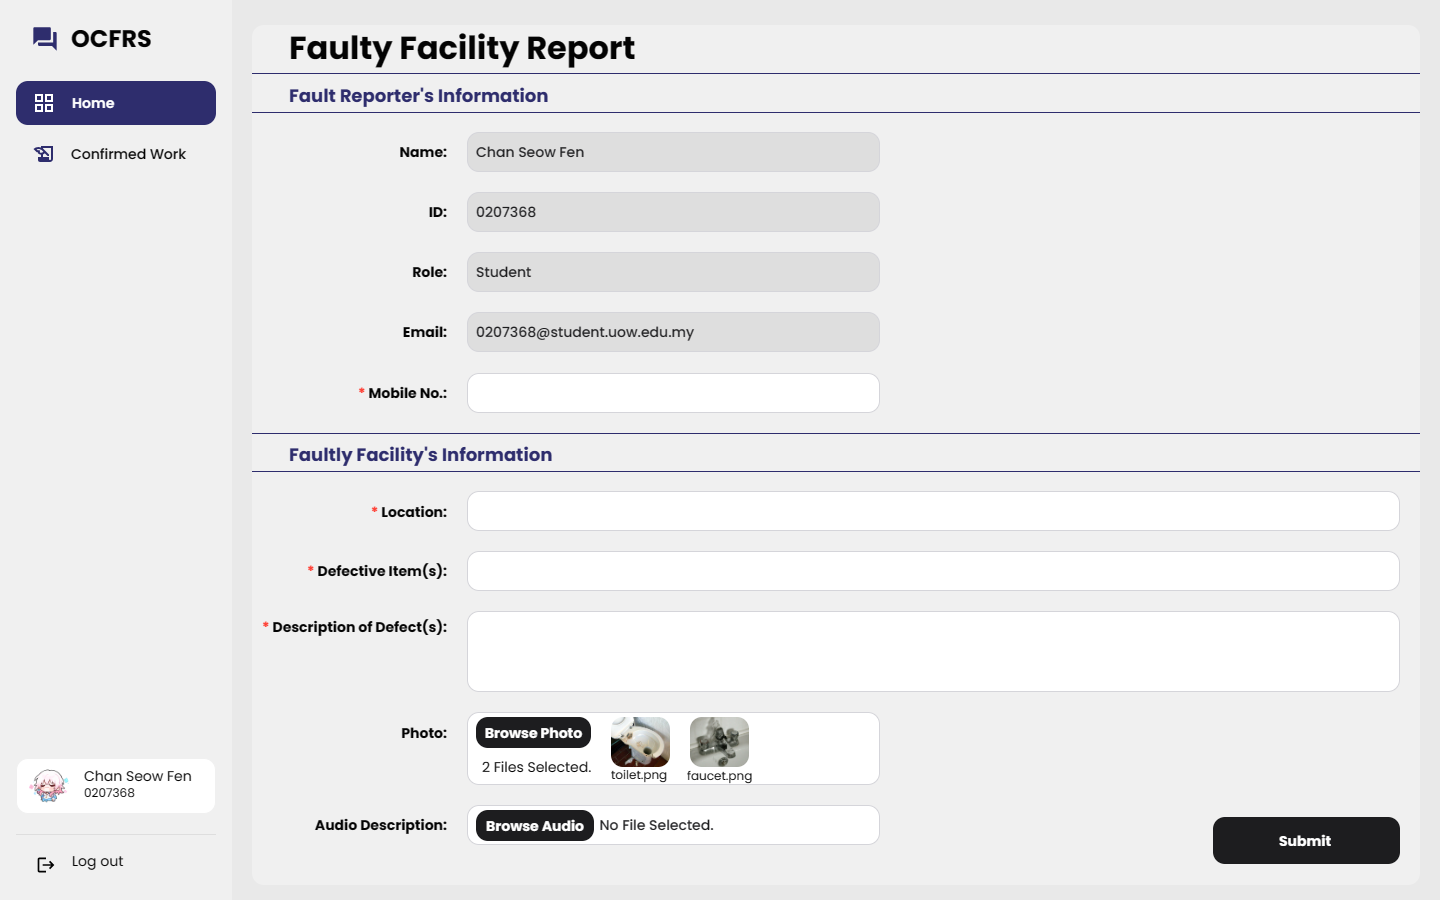 OCFRS
Home
Confirmed Work
Chan Seow Fen
0207368
Log out
Faulty Facility Report
Fault Reporter's Information
Name: Chan Seow Fen
ID: 0207368
Role: Student
Email: 0207368@student.uow.edu.my
* Mobile No.:
Faultly Facility's Information
* Location:
* Defective Item(s):
* Description of Defect(s):
Photo: Browse Photo
2 Files Selected.
toilet.png faucet.png
Audio Description: Browse Audio No File Selected.
Submit